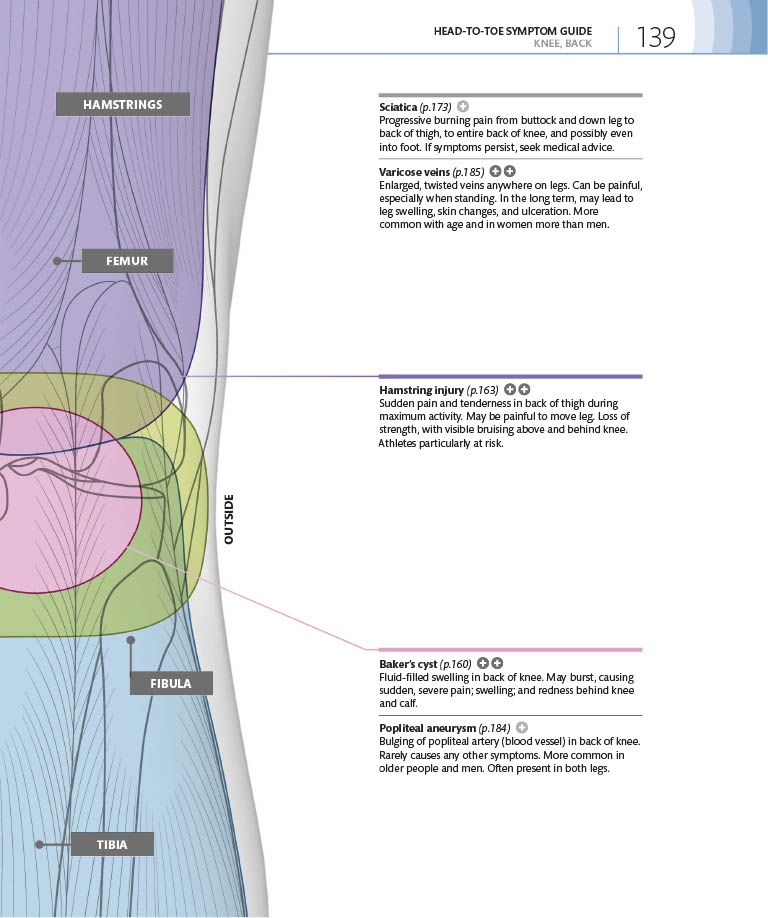 HEAD-TO-TOE SYMPTOM GUIDE
KNEE, BACK
139
HAMSTRINGS
FEMUR
OUTSIDE
FIBULA
TIBIA
Sciatica (p.173)
Progressive burning pain from buttock and down leg to
back of thigh, to entire back of knee, and possibly even
into foot. If symptoms persist, seek medical advice.
Varicose veins (p.185)
Enlarged, twisted veins anywhere on legs. Can be painful,
especially when standing. In the long term, may lead to
leg swelling, skin changes, and ulceration. More
common with age and in women more than men.
Hamstring injury (p.163)
Sudden pain and tenderness in back of thigh during
maximum activity. May be painful to move leg. Loss of
strength, with visible bruising above and behind knee.
Athletes particularly at risk.
Baker’s cyst (p.160)
Fluid-filled swelling in back of knee. May burst, causing
sudden, severe pain; swelling; and redness behind knee
and calf.
Popliteal aneurysm (p.184)
Bulging of popliteal artery (blood vessel) in back of knee.
Rarely causes any other symptoms. More common in
older people and men. Often present in both legs.